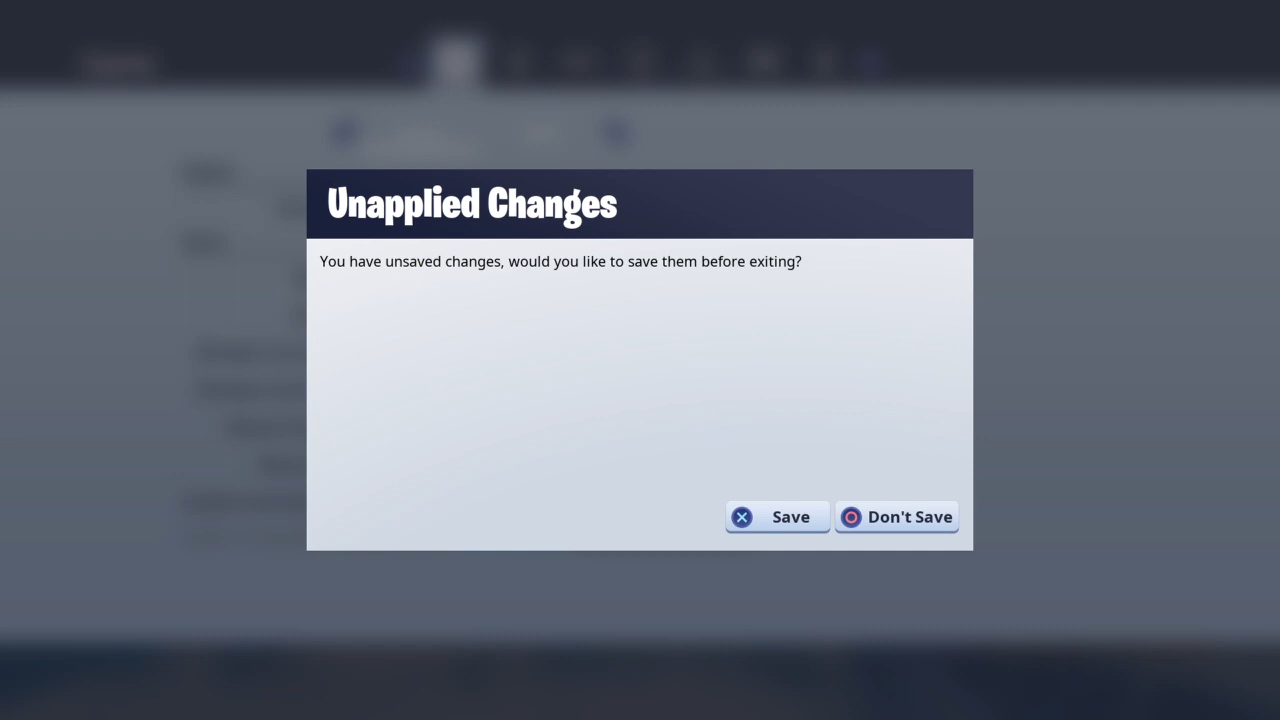 Unapplied Changes
You have unsaved changes, would you like to save them before exiting?
Save
Don't Save